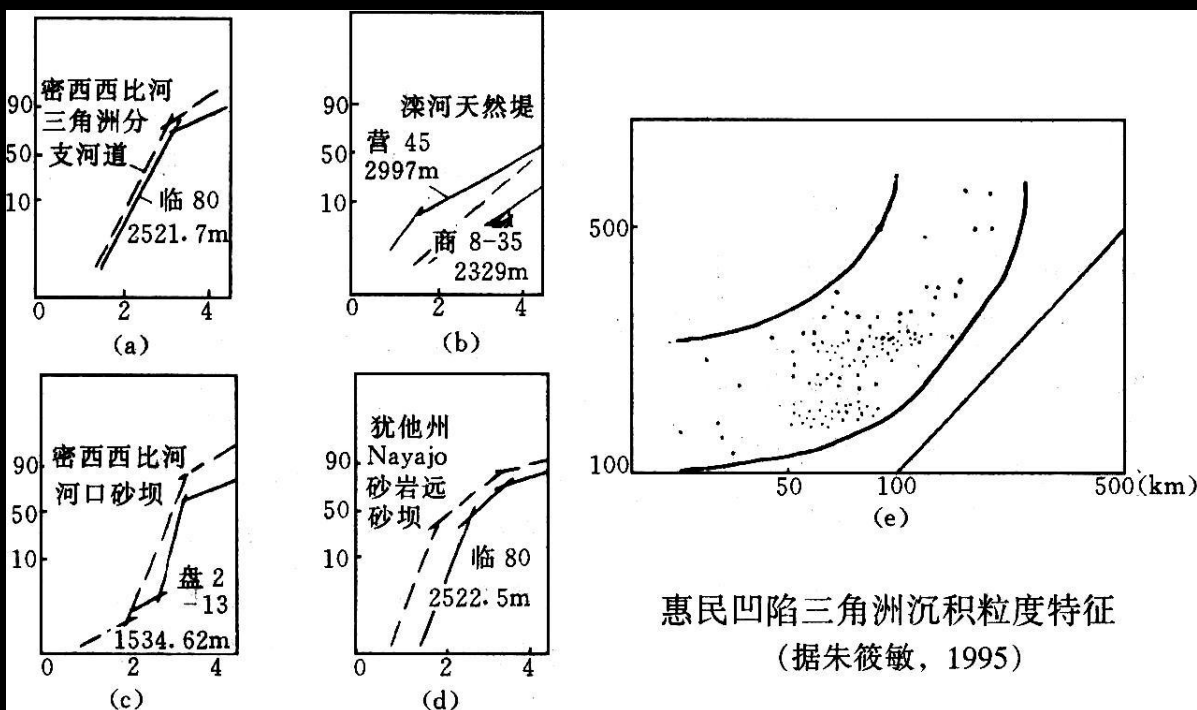 密西西比河
三角洲分
支河道
临 80
2521.7m
90
50
10
0
2
4
(a)
滦河天然堤
营 45
2997m
商 8-35
2329m
90
50
10
0
2
4
(b)
密西西比河
河口砂坝
盘 2
-13
1534.62m
90
50
10
0
2
4
(c)
犹他州
Nayajo
砂岩远
砂坝
临 80
2522.5m
90
50
10
0
2
4
(d)
500
100
50
100
500(km)
(e)
惠民凹陷三角洲沉积粒度特征
(据朱筱敏, 1995)